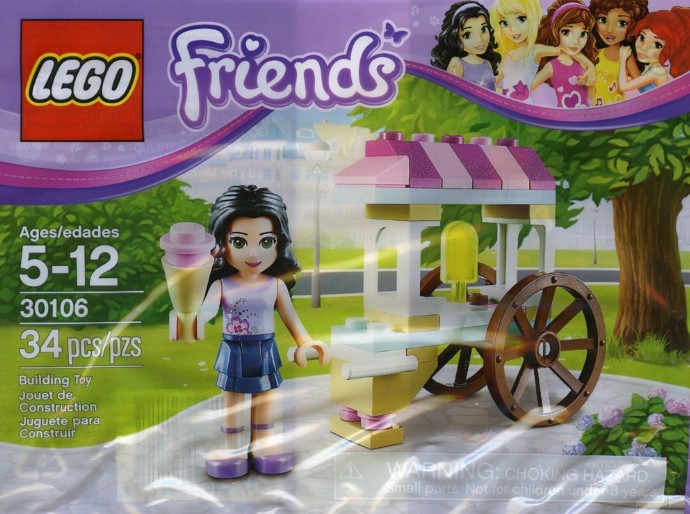 LEGO
friends
Ages/edades
5-12
30106
34 pcs/pzs
Building Toy
Jouet de
Construction
Juguete para
Construir
WARNING: CHOKING HAZARD.
Small parts. Not for children under 3 yea